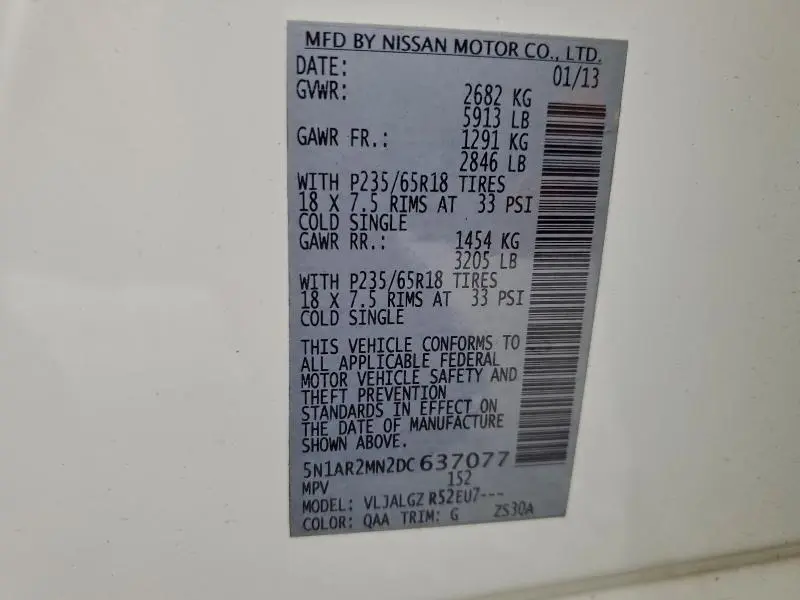 MFD BY NISSAN MOTOR CO., LTD.
DATE: 01/13
GVWR: 2682 KG
5913 LB
GAWR FR.: 1291 KG
2846 LB
WITH P235/65R18 TIRES
18 X 7.5 RIMS AT 33 PSI
COLD SINGLE
GAWR RR.: 1454 KG
3205 LB
WITH P235/65R18 TIRES
18 X 7.5 RIMS AT 33 PSI
COLD SINGLE
THIS VEHICLE CONFORMS TO
ALL APPLICABLE FEDERAL
MOTOR VEHICLE SAFETY AND
THEFT PREVENTION
STANDARDS IN EFFECT ON
THE DATE OF MANUFACTURE
SHOWN ABOVE.
5N1AR2MN2DC637077
MPV 152
MODEL: VLJALGZ R52EU7---
COLOR: QAA TRIM: G ZS30A